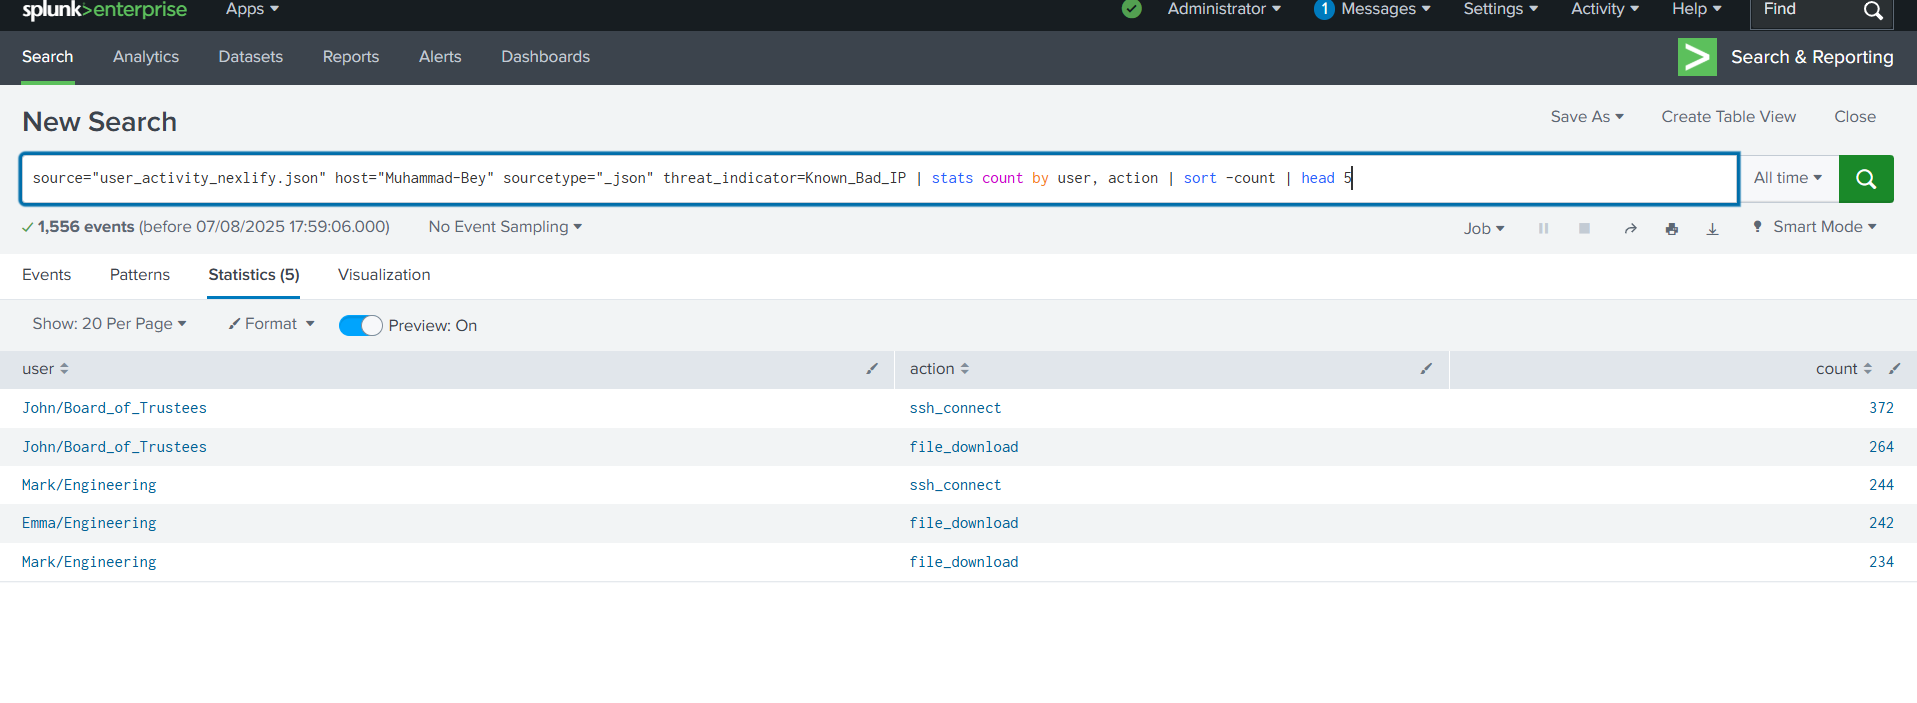 splunk>enterprise Apps Administrator 1 Messages Settings Activity Help Find
Search Analytics Datasets Reports Alerts Dashboards > Search & Reporting
New Search Save As Create Table View Close
source="user_activity_nexlify.json" host="Muhammad-Bey" sourcetype="_json" threat_indicator=Known_Bad_IP | stats count by user, action | sort -count | head 5 All time
1,556 events (before 07/08/2025 17:59:06.000) No Event Sampling Job Smart Mode
Events Patterns Statistics (5) Visualization
Show: 20 Per Page Format Preview: On
user action count
John/Board_of_Trustees ssh_connect 372
John/Board_of_Trustees file_download 264
Mark/Engineering ssh_connect 244
Emma/Engineering file_download 242
Mark/Engineering file_download 234